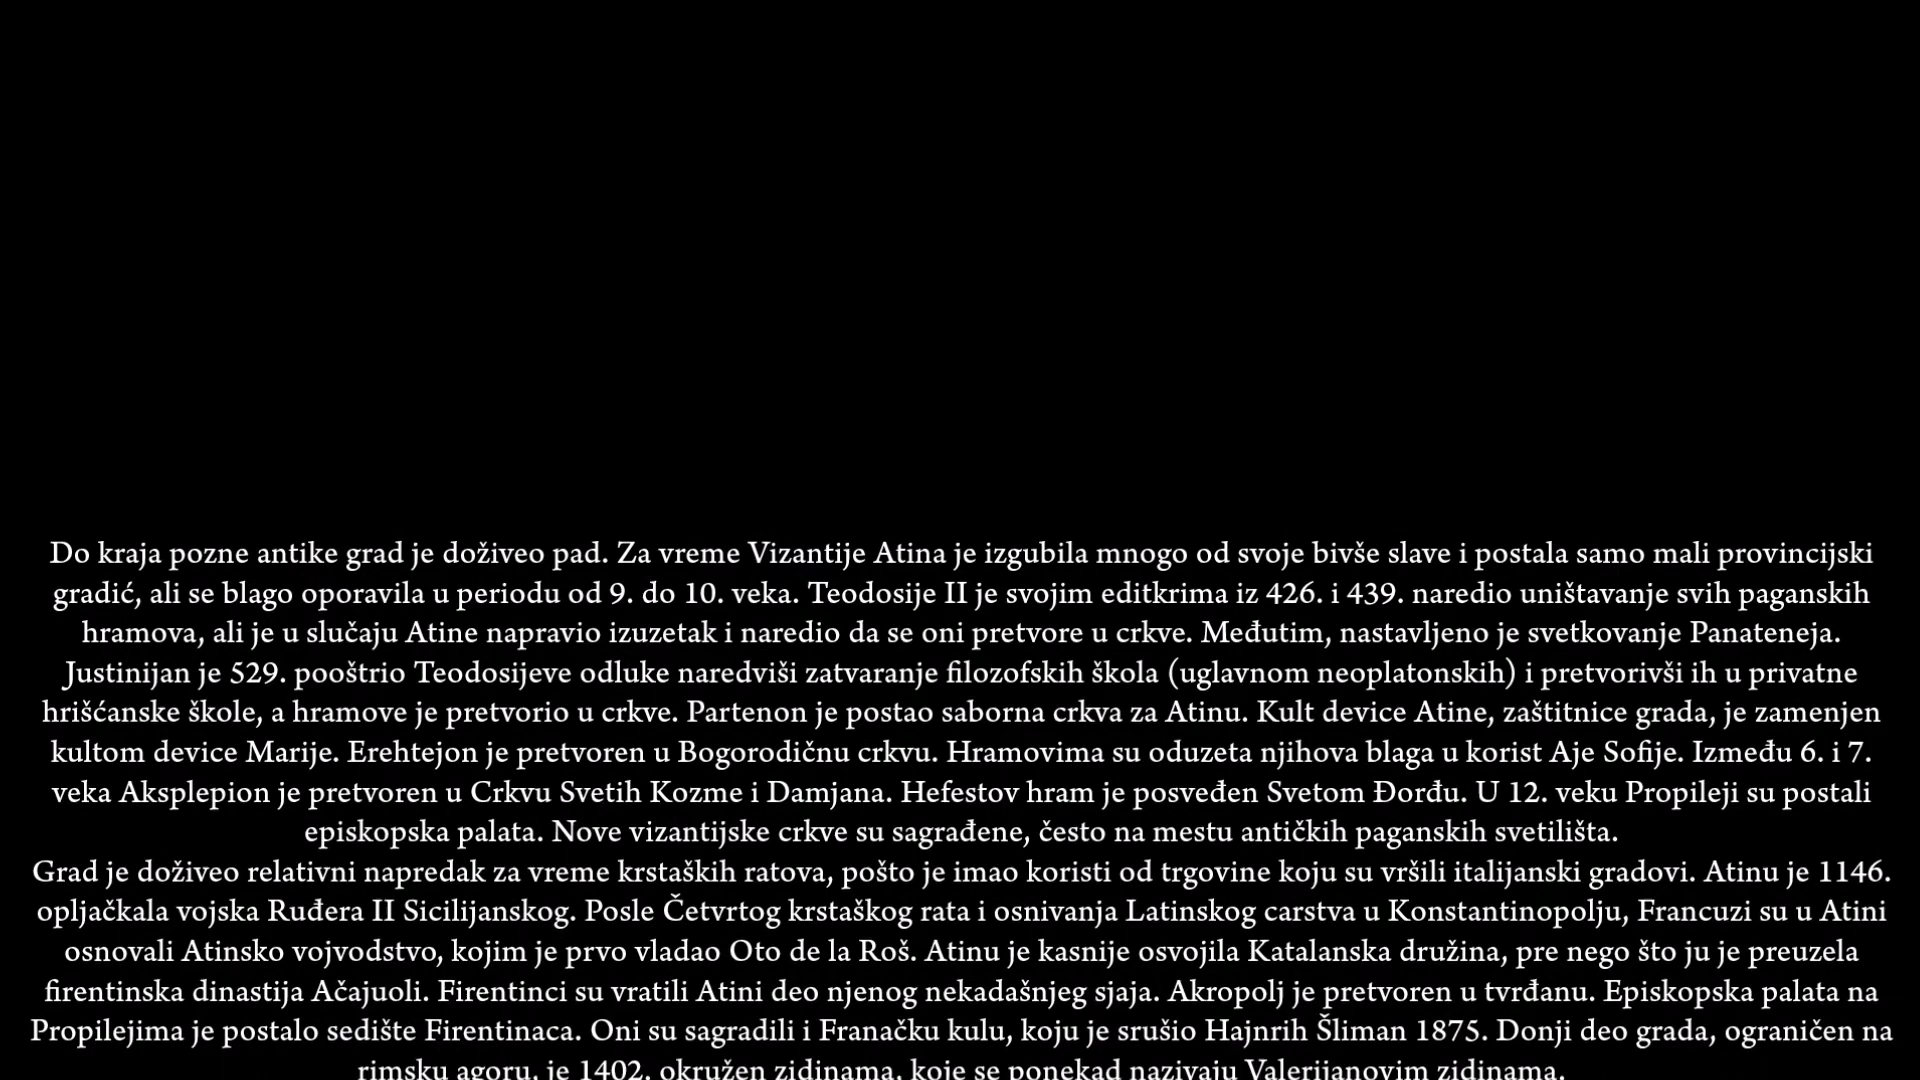 Do kraja pozne antike grad je doživeo pad. Za vreme Vizantije Atina je izgubila mnogo od svoje bivše slave i postala samo mali provincijski
gradić, ali se blago oporavila u periodu od 9. do 10. veka. Teodosije II je svojim editkrima iz 426. i 439. naredio uništavanje svih paganskih
hramova, ali je u slučaju Atine napravio izuzetak i naredio da se oni pretvore u crkve. Međutim, nastavljeno je svetkovanje Panateneja.
Justinijan je 529. pooštrio Teodosijeve odluke naredviši zatvaranje filozofskih škola (uglavnom neoplatonskih) i pretvorivši ih u privatne
hrišćanske škole, a hramove je pretvorio u crkve. Partenon je postao saborna crkva za Atinu. Kult device Atine, zaštitnice grada, je zamenjen
kultom device Marije. Erehtejon je pretvoren u Bogorodičnu crkvu. Hramovima su oduzeta njihova blaga u korist Aje Sofije. Između 6. i 7.
veka Aksplepion je pretvoren u Crkvu Svetih Kozme i Damjana. Hefestov hram je posveđen Svetom Đorđu. U 12. veku Propileji su postali
episkopska palata. Nove vizantijske crkve su sagrađene, često na mestu antičkih paganskih svetilišta.
Grad je doživeo relativni napredak za vreme krstaških ratova, pošto je imao koristi od trgovine koju su vršili italijanski gradovi. Atinu je 1146.
opljačkala vojska Ruđera II Sicilijanskog. Posle Četvrtog krstaškog rata i osnivanja Latinskog carstva u Konstantinopolju, Francuzi su u Atini
osnovali Atinsko vojvodstvo, kojim je prvo vladao Oto de la Roš. Atinu je kasnije osvojila Katalanska družina, pre nego što ju je preuzela
firentinska dinastija Ačajuoli. Firentinci su vratili Atini deo njenog nekadašnjeg sjaja. Akropolj je pretvoren u tvrđanu. Episkopska palata na
Propilejima je postalo sedište Firentinaca. Oni su sagradili i Franačku kulu, koju je srušio Hajnrih Šliman 1875. Donji deo grada, ograničen na
rimsku agoru, je 1402. okružen zidinama, koje se ponekad nazivaju Valerijanovim zidinama.